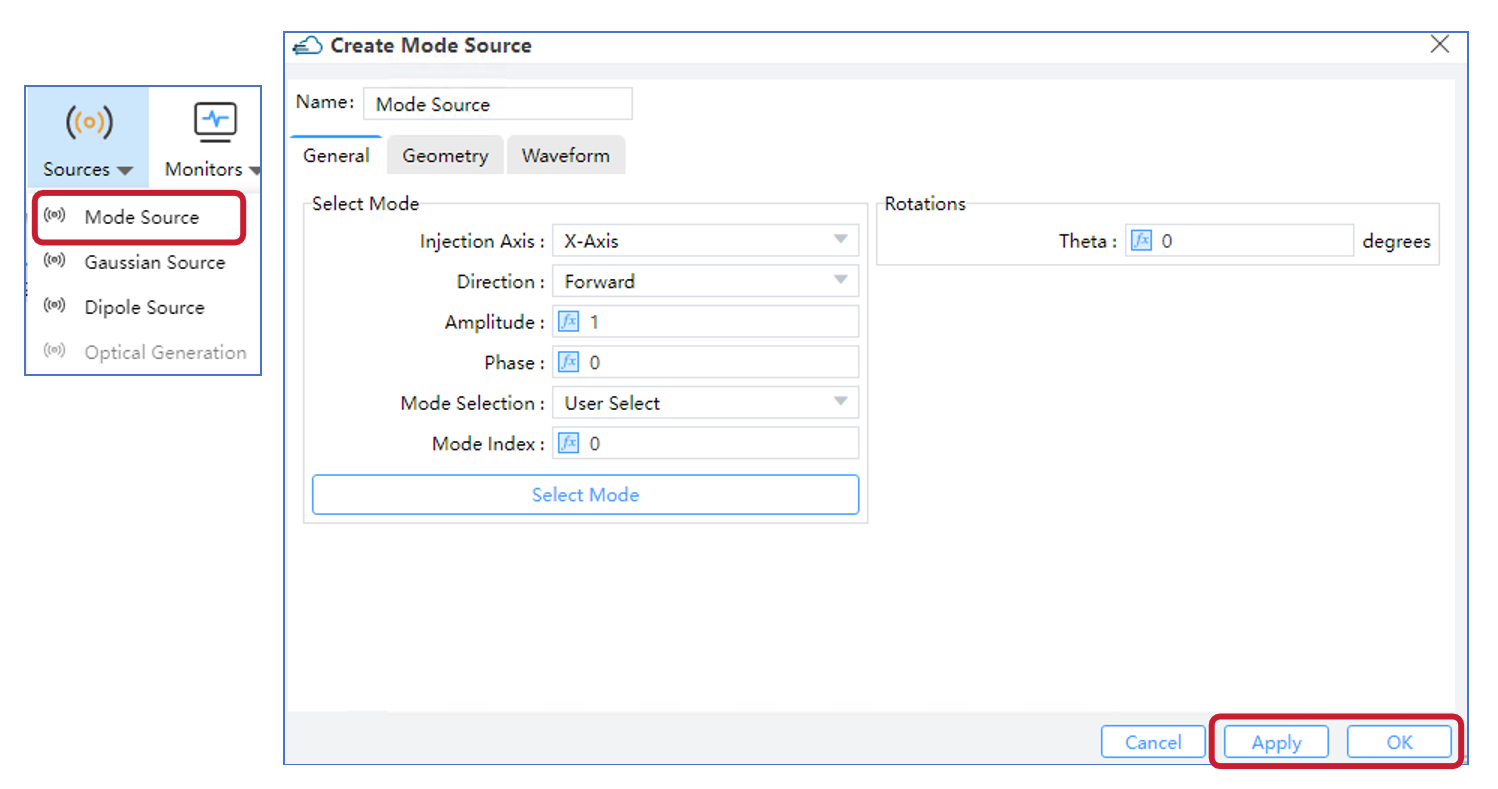 Sources
Monitors
Mode Source
Gaussian Source
Dipole Source
Optical Generation
Create Mode Source
Name: Mode Source
General Geometry Waveform
Select Mode
Injection Axis : X-Axis
Direction : Forward
Amplitude : fx 1
Phase : fx 0
Mode Selection : User Select
Mode Index : fx 0
Select Mode
Rotations
Theta : fx 0 degrees
Cancel Apply OK